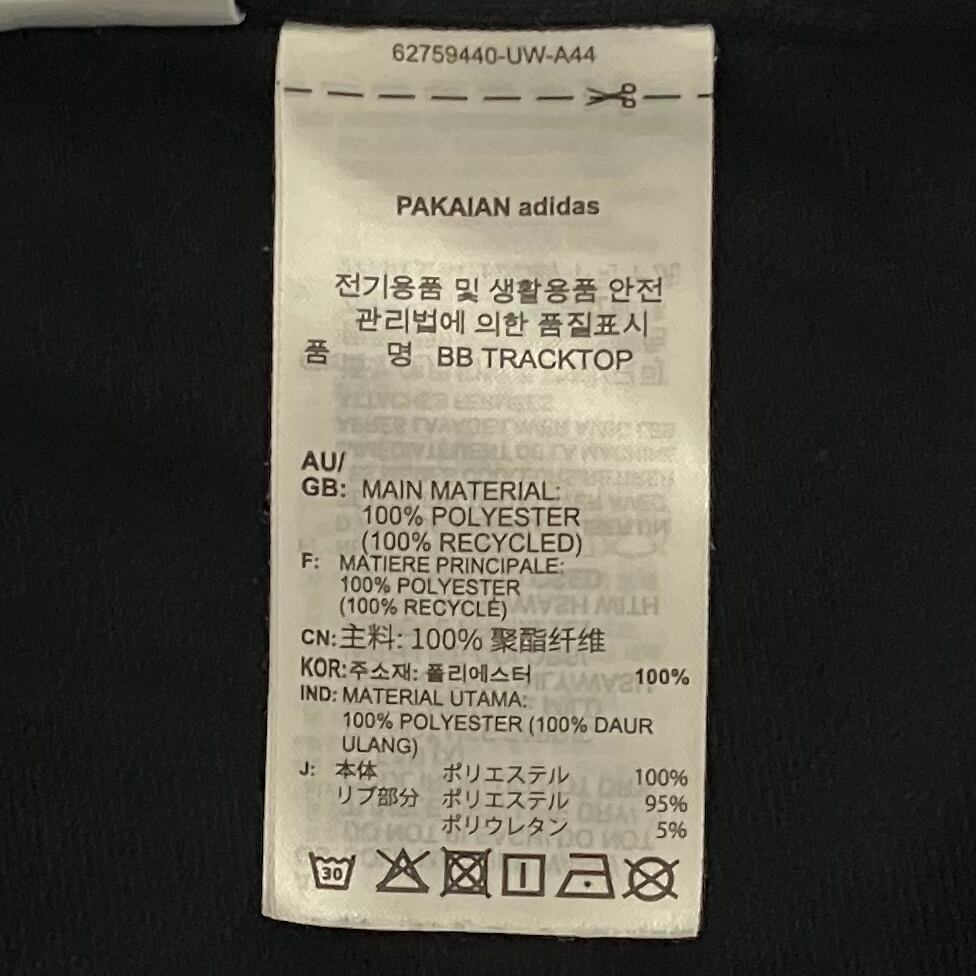 62759440-UW-A44
PAKAIAN adidas
전기용품 및 생활용품 안전
관리법에 의한 품질표시
품 명 BB TRACKTOP
AU/
GB: MAIN MATERIAL:
100% POLYESTER
(100% RECYCLED)
F: MATIERE PRINCIPALE:
100% POLYESTER
(100% RECYCLÉ)
CN: 主料: 100% 聚酯纤维
KOR: 주소재: 폴리에스터 100%
IND: MATERIAL UTAMA:
100% POLYESTER (100% DAUR
ULANG)
J: 本体 ポリエステル 100%
リブ部分 ポリエステル 95%
ポリウレタン 5%
30